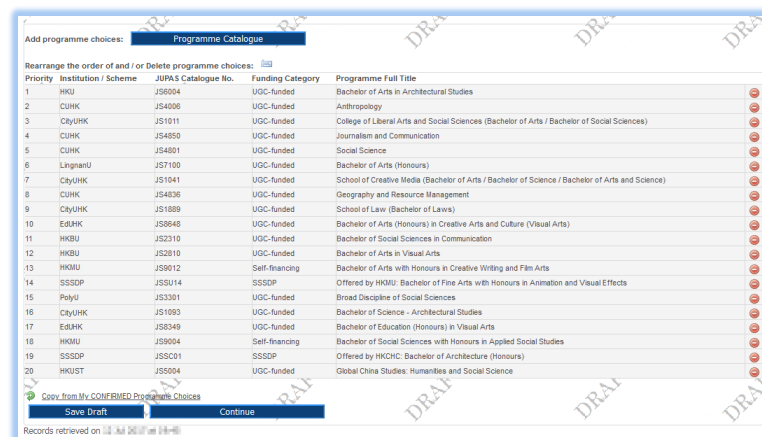 Add programme choices: Programme Catalogue
Rearrange the order of and / or Delete programme choices:
Priority Institution / Scheme JUPAS Catalogue No. Funding Category Programme Full Title
1 HKU JS6004 UGC-funded Bachelor of Arts in Architectural Studies
2 CUHK JS4006 UGC-funded Anthropology
3 CityUHK JS1011 UGC-funded College of Liberal Arts and Social Sciences (Bachelor of Arts / Bachelor of Social Sciences)
4 CUHK JS4850 UGC-funded Journalism and Communication
5 CUHK JS4801 UGC-funded Social Science
6 LingnanU JS7100 UGC-funded Bachelor of Arts (Honours)
7 CityUHK JS1041 UGC-funded School of Creative Media (Bachelor of Arts / Bachelor of Science / Bachelor of Arts and Science)
8 CUHK JS4836 UGC-funded Geography and Resource Management
9 CityUHK JS1889 UGC-funded School of Law (Bachelor of Laws)
10 EdUHK JS8648 UGC-funded Bachelor of Arts (Honours) in Creative Arts and Culture (Visual Arts)
11 HKBU JS2310 UGC-funded Bachelor of Social Sciences in Communication
12 HKBU JS2810 UGC-funded Bachelor of Arts in Visual Arts
13 HKMU JS9012 Self-financing Bachelor of Arts with Honours in Creative Writing and Film Arts
14 SSSDP JSSU14 SSSDP Offered by HKMU: Bachelor of Fine Arts with Honours in Animation and Visual Effects
15 PolyU JS3301 UGC-funded Broad Discipline of Social Sciences
16 CityUHK JS1093 UGC-funded Bachelor of Science - Architectural Studies
17 EdUHK JS8349 UGC-funded Bachelor of Education (Honours) in Visual Arts
18 HKMU JS9004 Self-financing Bachelor of Social Sciences with Honours in Applied Social Studies
19 SSSDP JSSC01 SSSDP Offered by HKCHC: Bachelor of Architecture (Honours)
20 HKUST JS5004 UGC-funded Global China Studies: Humanities and Social Science
Copy from My CONFIRMED Programme Choices
Save Draft Continue
Records retrieved on